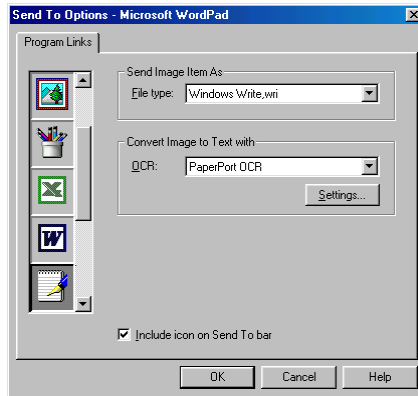 Send To Options - Microsoft WordPad
Program Links
Send Image Item As
File type: Windows Write,wri
Convert Image to Text with
OCR: PaperPort OCR
Settings...
Include icon on Send To bar
OK Cancel Help